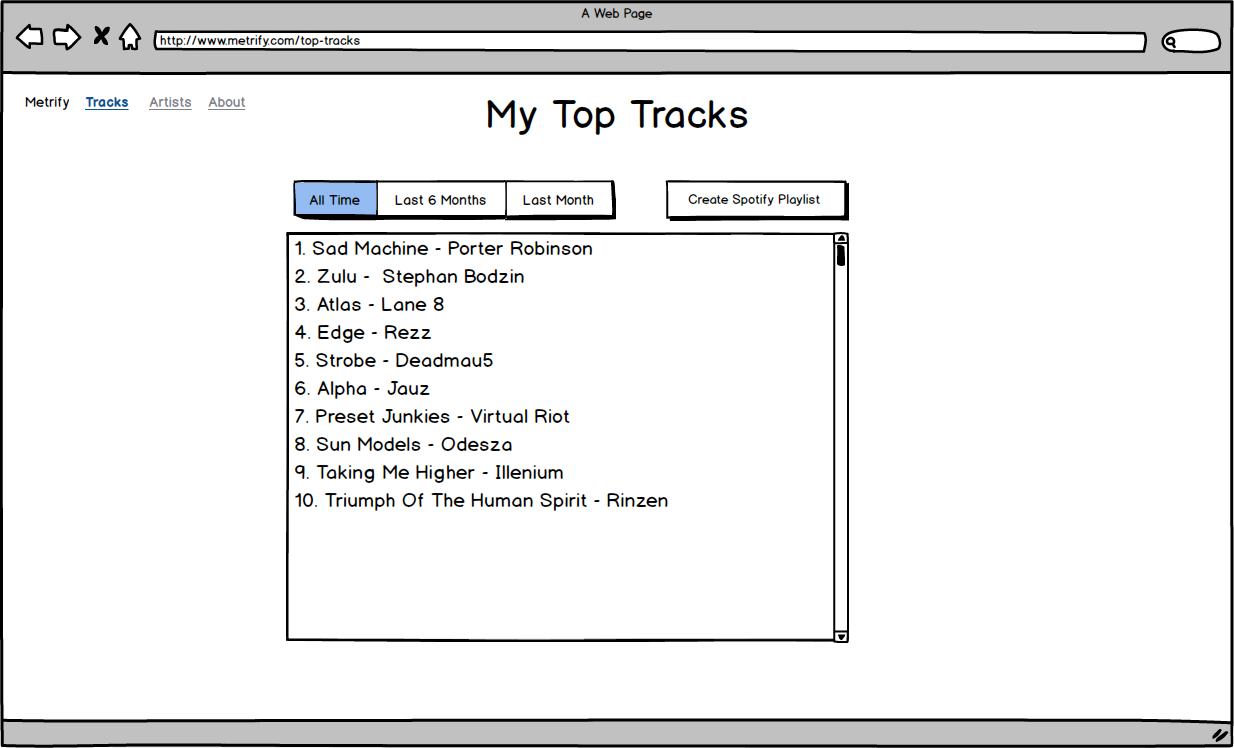 A Web Page
http://www.metrify.com/top-tracks
Metrify Tracks Artists About
My Top Tracks
All Time Last 6 Months Last Month Create Spotify Playlist
1. Sad Machine - Porter Robinson
2. Zulu -  Stephan Bodzin
3. Atlas - Lane 8
4. Edge - Rezz
5. Strobe - Deadmau5
6. Alpha - Jauz
7. Preset Junkies - Virtual Riot
8. Sun Models - Odesza
9. Taking Me Higher - Illenium
10. Triumph Of The Human Spirit - Rinzen